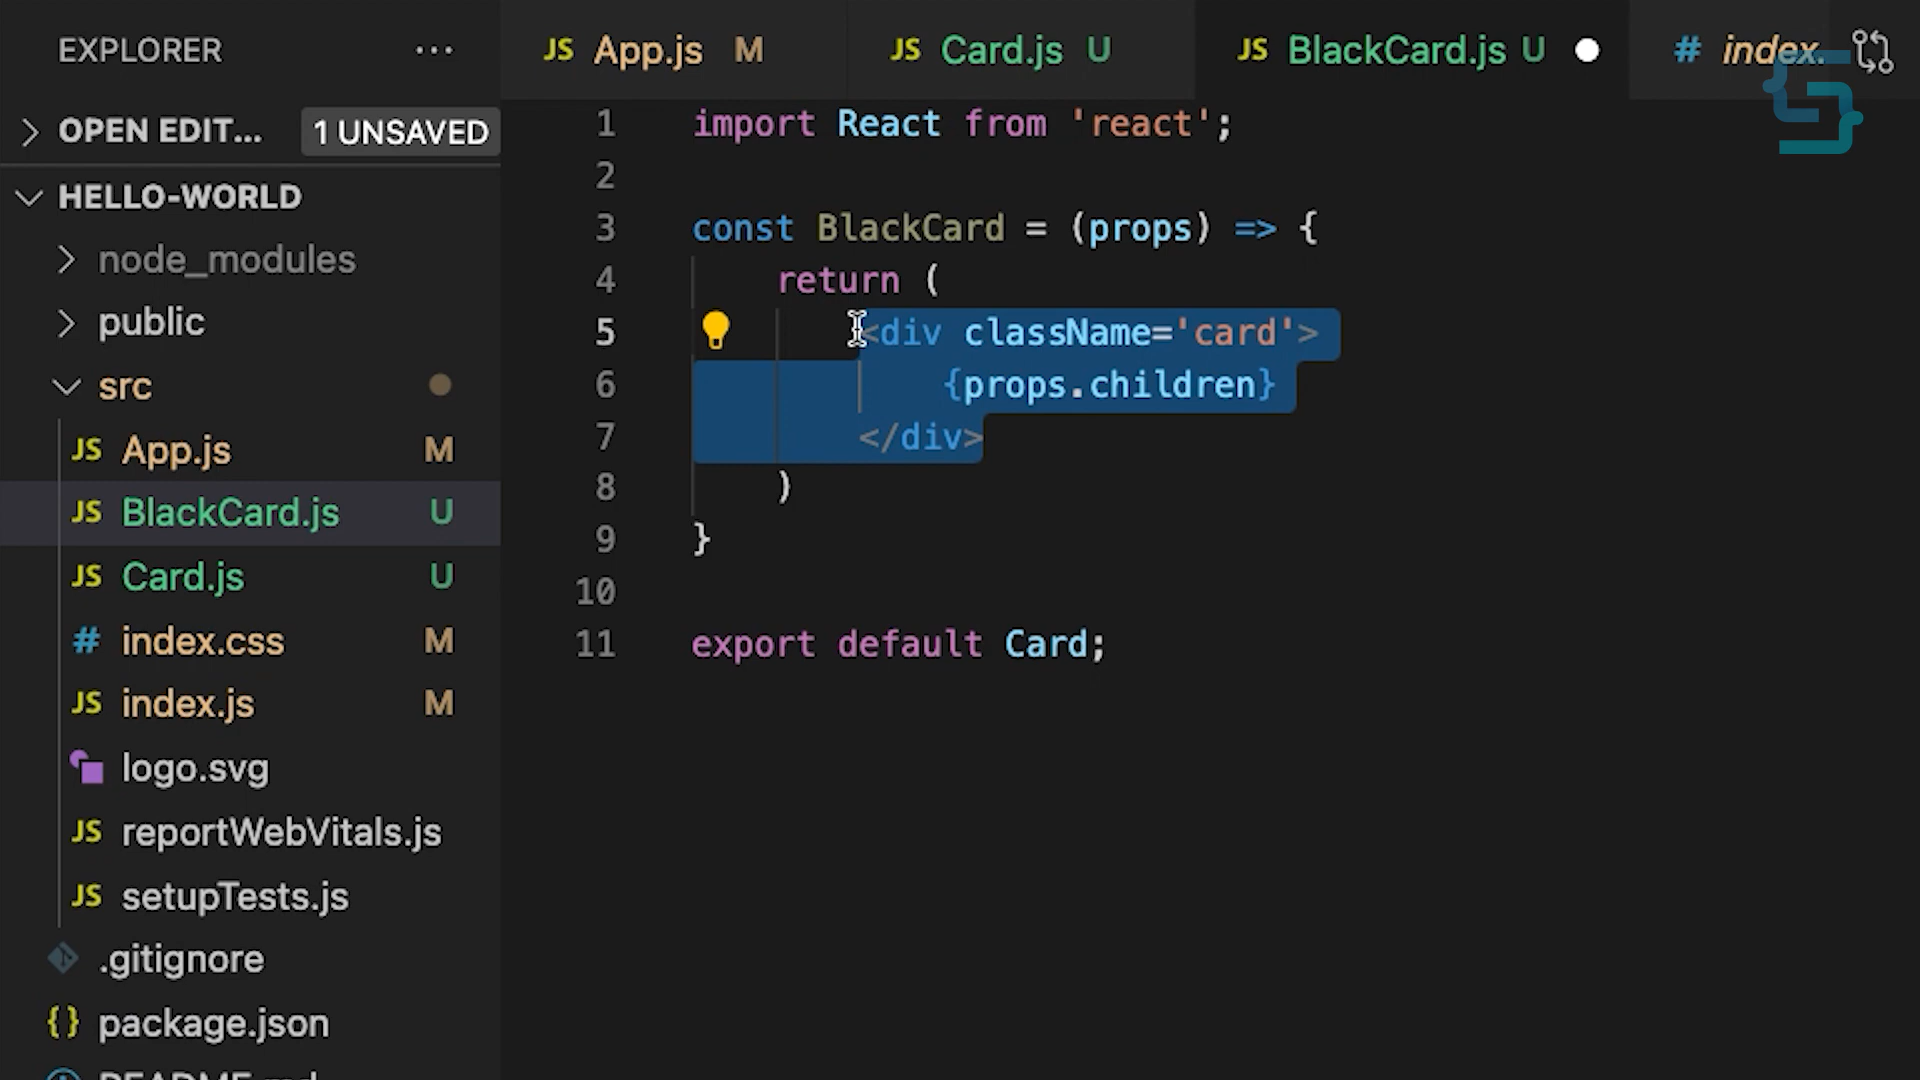 EXPLORER ...
OPEN EDIT... 1 UNSAVED
HELLO-WORLD
node_modules
public
src
JS App.js M
JS BlackCard.js U
JS Card.js U
# index.css M
JS index.js M
logo.svg
JS reportWebVitals.js
JS setupTests.js
.gitignore
{} package.json
README.md
JS App.js M
JS Card.js U
JS BlackCard.js U
# index.
1 import React from 'react';
2
3 const BlackCard = (props) => {
4 return (
5 <div className='card'>
6 {props.children}
7 </div>
8 )
9 }
10
11 export default Card;